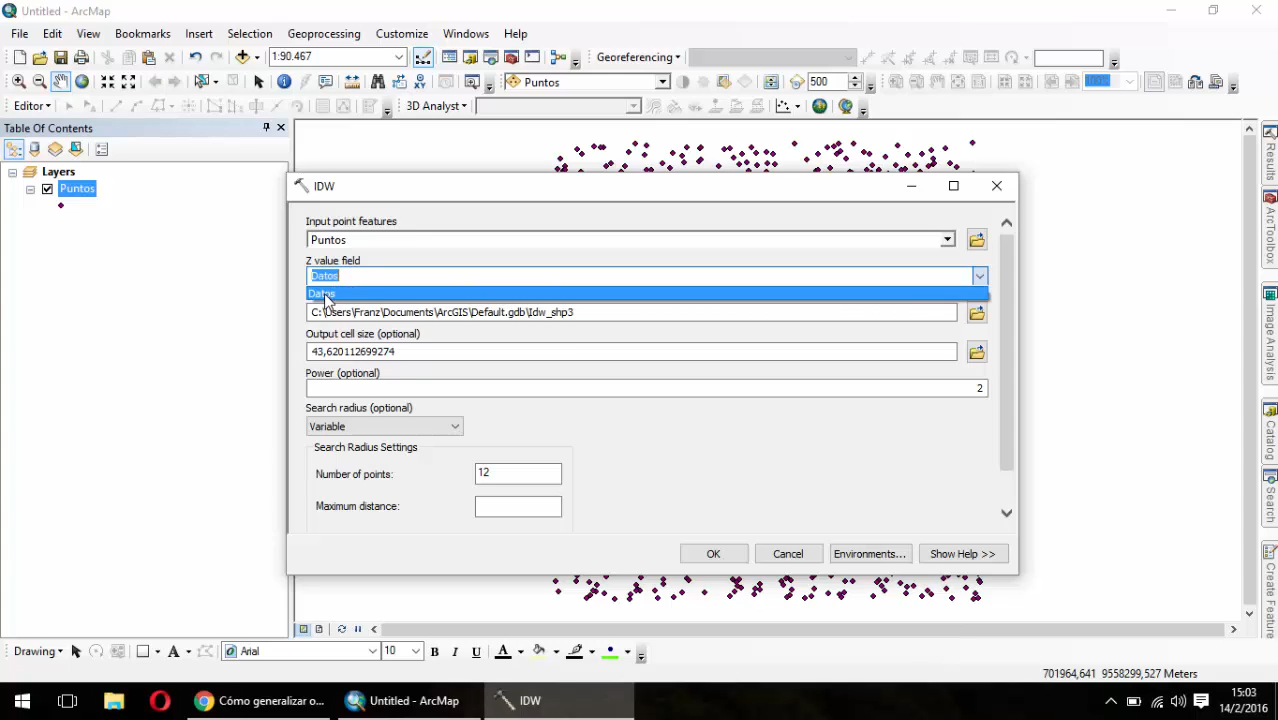 Untitled - ArcMap
File Edit View Bookmarks Insert Selection Geoprocessing Customize Windows Help
1:90.467 Georeferencing
Puntos 500 100%
Editor 3D Analyst
Table Of Contents
Layers
Puntos
IDW
Input point features
Puntos
Z value field
Datos
Datos
C:\Users\Franz\Documents\ArcGIS\Default.gdb\Idw_shp3
Output cell size (optional)
43,620112699274
Power (optional)
2
Search radius (optional)
Variable
Search Radius Settings
Number of points: 12
Maximum distance:
OK Cancel Environments... Show Help >>
Results
ArcToolbox
Image Analysis
Catalog
Search
Create Feature
Drawing Arial 10 B I U A
701964,641 9558299,527 Meters
Cómo generalizar o... Untitled - ArcMap IDW
15:03
14/2/2016